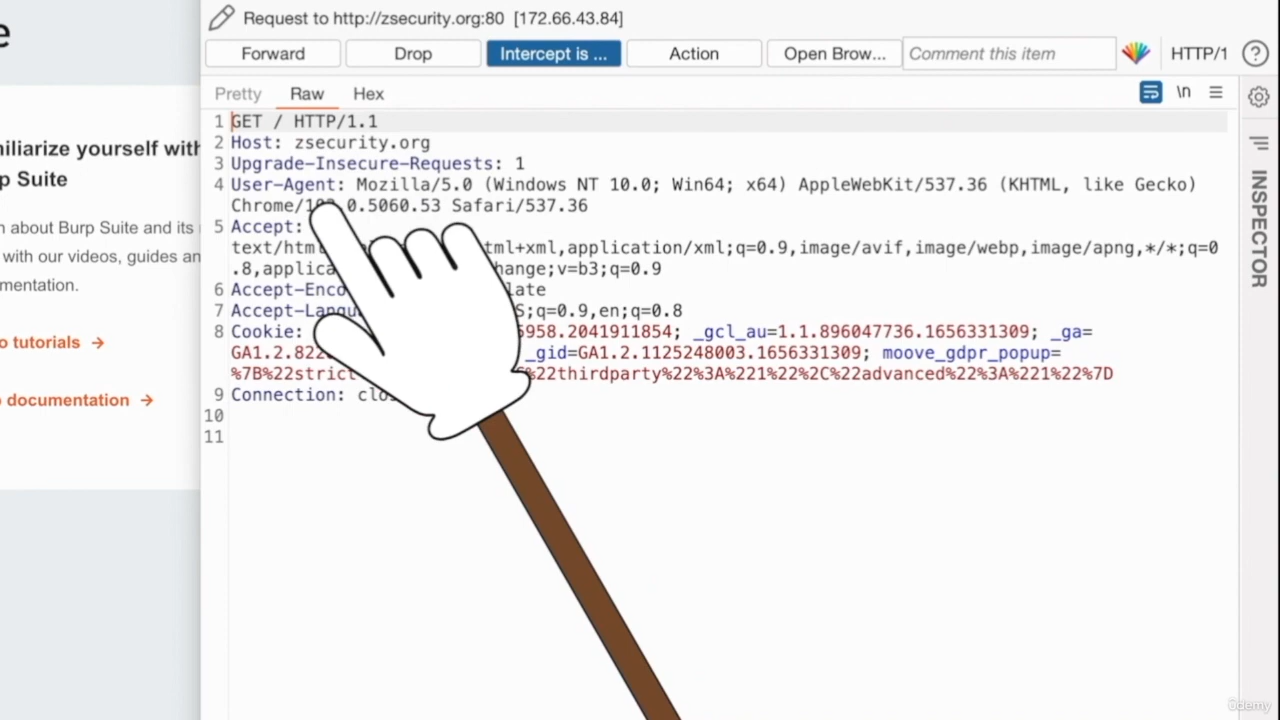 e
Request to http://zsecurity.org:80 [172.66.43.84]
Forward Drop Intercept is ... Action Open Brow... Comment this item HTTP/1
Pretty Raw Hex \n
1 GET / HTTP/1.1
2 Host: zsecurity.org
3 Upgrade-Insecure-Requests: 1
4 User-Agent: Mozilla/5.0 (Windows NT 10.0; Win64; x64) AppleWebKit/537.36 (KHTML, like Gecko)
Chrome/ 0.5060.53 Safari/537.36
5 Accept:
text/htm tml+xml,application/xml;q=0.9,image/avif,image/webp,image/apng,*/*;q=0
.8,applica hange;v=b3;q=0.9
6 Accept-Enco late
7 Accept-Langu S;q=0.9,en;q=0.8
8 Cookie: 5958.2041911854; _gcl_au=1.1.896047736.1656331309; _ga=
GA1.2.822 _gid=GA1.2.1125248003.1656331309; moove_gdpr_popup=
%7B%22strict %22thirdparty%22%3A%221%22%2C%22advanced%22%3A%221%22%7D
9 Connection: clo
10
11
INSPECTOR
niliarize yourself with
p Suite
n about Burp Suite and its
with our videos, guides an
mentation.
o tutorials →
documentation →
ûdemy